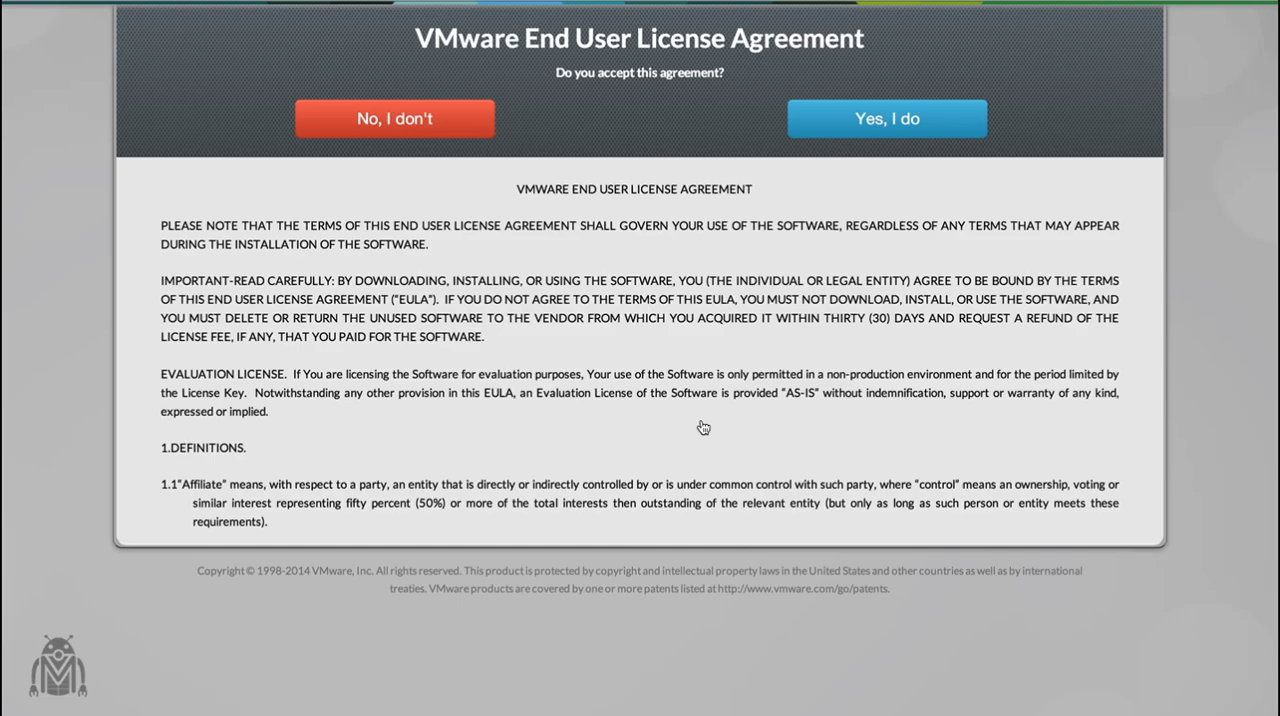 VMware End User License Agreement
Do you accept this agreement?
No, I don't
Yes, I do
VMWARE END USER LICENSE AGREEMENT
PLEASE NOTE THAT THE TERMS OF THIS END USER LICENSE AGREEMENT SHALL GOVERN YOUR USE OF THE SOFTWARE, REGARDLESS OF ANY TERMS THAT MAY APPEAR
DURING THE INSTALLATION OF THE SOFTWARE.
IMPORTANT-READ CAREFULLY: BY DOWNLOADING, INSTALLING, OR USING THE SOFTWARE, YOU (THE INDIVIDUAL OR LEGAL ENTITY) AGREE TO BE BOUND BY THE TERMS
OF THIS END USER LICENSE AGREEMENT (“EULA”). IF YOU DO NOT AGREE TO THE TERMS OF THIS EULA, YOU MUST NOT DOWNLOAD, INSTALL, OR USE THE SOFTWARE, AND
YOU MUST DELETE OR RETURN THE UNUSED SOFTWARE TO THE VENDOR FROM WHICH YOU ACQUIRED IT WITHIN THIRTY (30) DAYS AND REQUEST A REFUND OF THE
LICENSE FEE, IF ANY, THAT YOU PAID FOR THE SOFTWARE.
EVALUATION LICENSE. If You are licensing the Software for evaluation purposes, Your use of the Software is only permitted in a non-production environment and for the period limited by
the License Key. Notwithstanding any other provision in this EULA, an Evaluation License of the Software is provided “AS-IS” without indemnification, support or warranty of any kind,
expressed or implied.
1.DEFINITIONS.
1.1“Affiliate” means, with respect to a party, an entity that is directly or indirectly controlled by or is under common control with such party, where “control” means an ownership, voting or
similar interest representing fifty percent (50%) or more of the total interests then outstanding of the relevant entity (but only as long as such person or entity meets these
requirements).
Copyright © 1998-2014 VMware, Inc. All rights reserved. This product is protected by copyright and intellectual property laws in the United States and other countries as well as by international
treaties. VMware products are covered by one or more patents listed at http://www.vmware.com/go/patents.